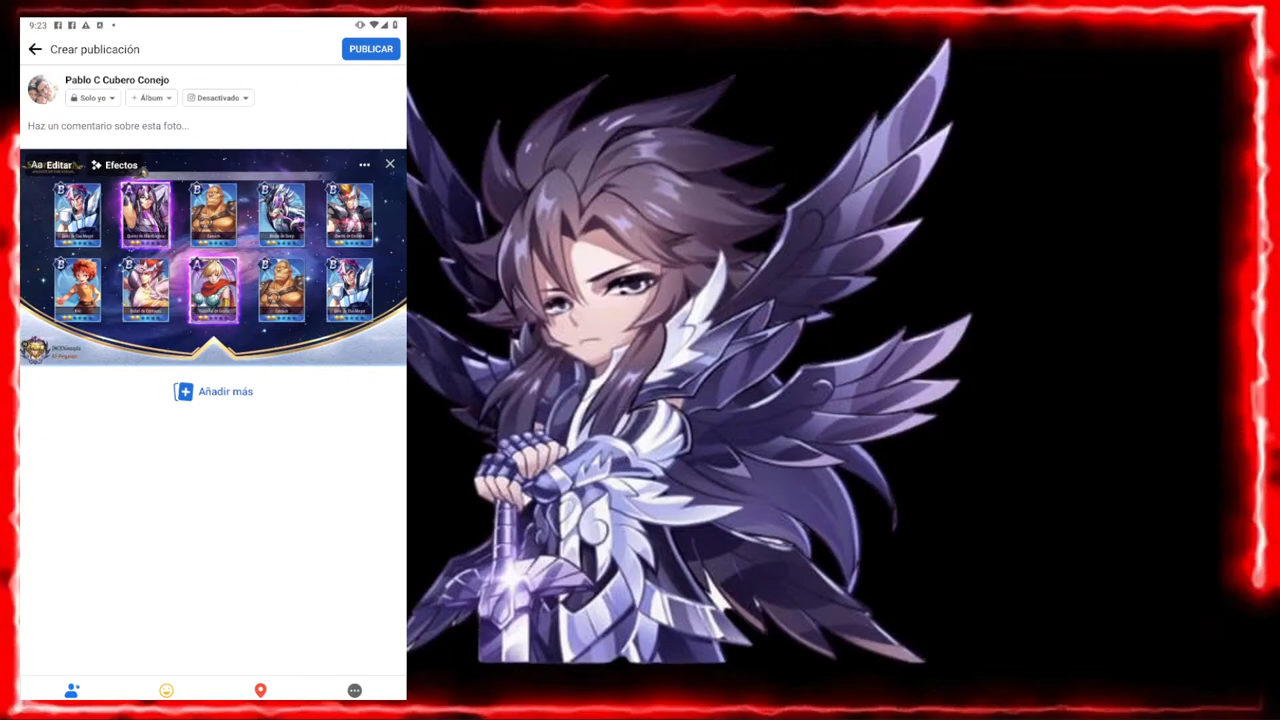 9:23
Crear publicación
PUBLICAR
Pablo C Cubero Conejo
Solo yo
+ Álbum
Desactivado
Haz un comentario sobre esta foto...
Aa Editar
Efectos
B A B B B
B B A B B
Kiki
Añadir más